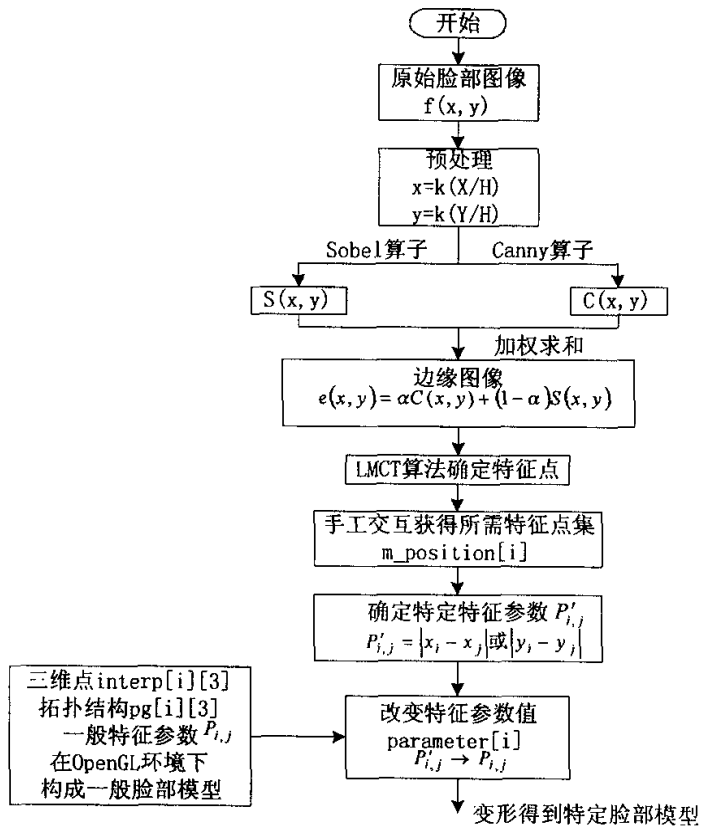 开始
原始脸部图像
f(x,y)
预处理
x=k(X/H)
y=k(Y/H)
Sobel算子
Canny算子
S(x,y)
C(x,y)
加权求和
边缘图像
e(x,y)=αC(x,y)+(1-α)S(x,y)
LMCT算法确定特征点
手工交互获得所需特征点集
m_position[i]
确定特定特征参数 P′i,j
P′i,j=|xi-xj|或|yi-yj|
三维点interp[i][3]
拓扑结构pg[i][3]
一般特征参数Pi,j
在OpenGL环境下
构成一般脸部模型
改变特征参数值
parameter[i]
P′i,j→Pi,j
变形得到特定脸部模型